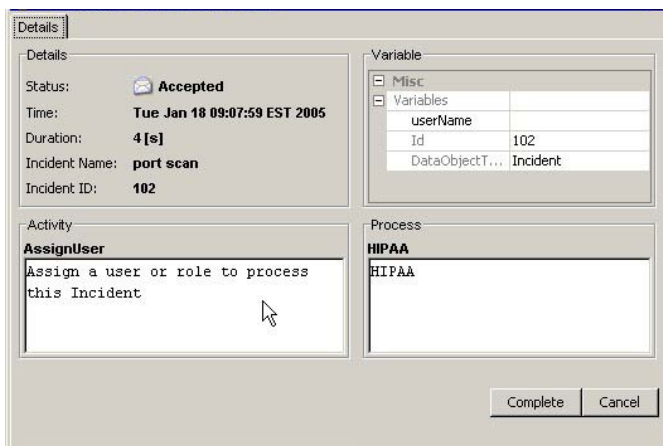 Details
Details
Status: Accepted
Time: Tue Jan 18 09:07:59 EST 2005
Duration: 4 [s]
Incident Name: port scan
Incident ID: 102
Variable
Misc
Variables
userName
Id 102
DataObjectT... Incident
Activity
AssignUser
Assign a user or role to process
this Incident
Process
HIPAA
HIPAA
Complete Cancel